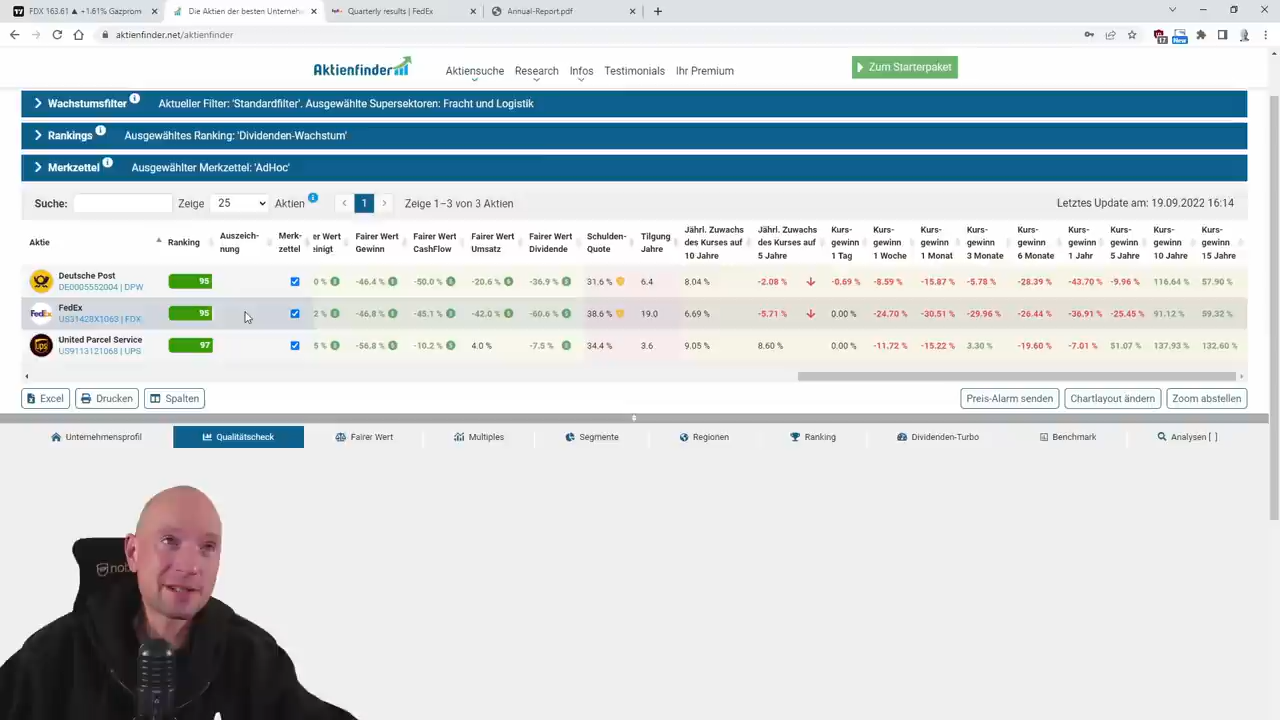 FDX 163.61 ▲ +1.61% Gazprom
Die Aktien der besten Unterneh
Quarterly results | FedEx
Annual-Report.pdf
aktienfinder.net/aktienfinder
17
New
Aktienfinder
Aktiensuche
Research
Infos
Testimonials
Ihr Premium
Zum Starterpaket
Wachstumsfilter Aktueller Filter: 'Standardfilter'. Ausgewählte Supersektoren: Fracht und Logistik
Rankings Ausgewähltes Ranking: 'Dividenden-Wachstum'
Merkzettel Ausgewählter Merkzettel: 'AdHoc'
Suche: Zeige 25 Aktien 1 Zeige 1–3 von 3 Aktien Letztes Update am: 19.09.2022 16:14
Aktie
Ranking
Auszeich-
nung
Merk-
zettel
er Wert
einigt
Fairer Wert
Gewinn
Fairer Wert
CashFlow
Fairer Wert
Umsatz
Fairer Wert
Dividende
Schulden-
Quote
Tilgung
Jahre
Jährl. Zuwachs
des Kurses auf
10 Jahre
Jährl. Zuwachs
des Kurses auf
5 Jahre
Kurs-
gewinn
1 Tag
Kurs-
gewinn
1 Woche
Kurs-
gewinn
1 Monat
Kurs-
gewinn
3 Monate
Kurs-
gewinn
6 Monate
Kurs-
gewinn
1 Jahr
Kurs-
gewinn
5 Jahre
Kurs-
gewinn
10 Jahre
Kurs-
gewinn
15 Jahre
Deutsche Post
DE0005552004 | DPW
95 0 % -46.4 % -50.0 % -20.6 % -36.9 % 31.6 % 6.4 8.04 % -2.08 % -0.69 % -8.59 % -15.87 % -5.78 % -28.39 % -43.70 % -9.96 % 116.64 % 57.90 %
FedEx
FedEx
US31428X1063 | FDX
95 2 % -46.8 % -45.1 % -42.0 % -60.6 % 38.6 % 19.0 6.69 % -5.71 % 0.00 % -24.70 % -30.51 % -29.96 % -26.44 % -36.91 % -25.45 % 91.12 % 59.32 %
ups
United Parcel Service
US9113121068 | UPS
97 5 % -56.8 % -10.2 % 4.0 % -7.5 % 34.4 % 3.6 9.05 % 8.60 % 0.00 % -11.72 % -15.22 % 3.30 % -19.60 % -7.01 % 51.07 % 137.93 % 132.60 %
Excel
Drucken
Spalten
Preis-Alarm senden
Chartlayout ändern
Zoom abstellen
Unternehmensprofil
Qualitätscheck
Fairer Wert
Multiples
Segmente
Regionen
Ranking
Dividenden-Turbo
Benchmark
Analysen [ ]